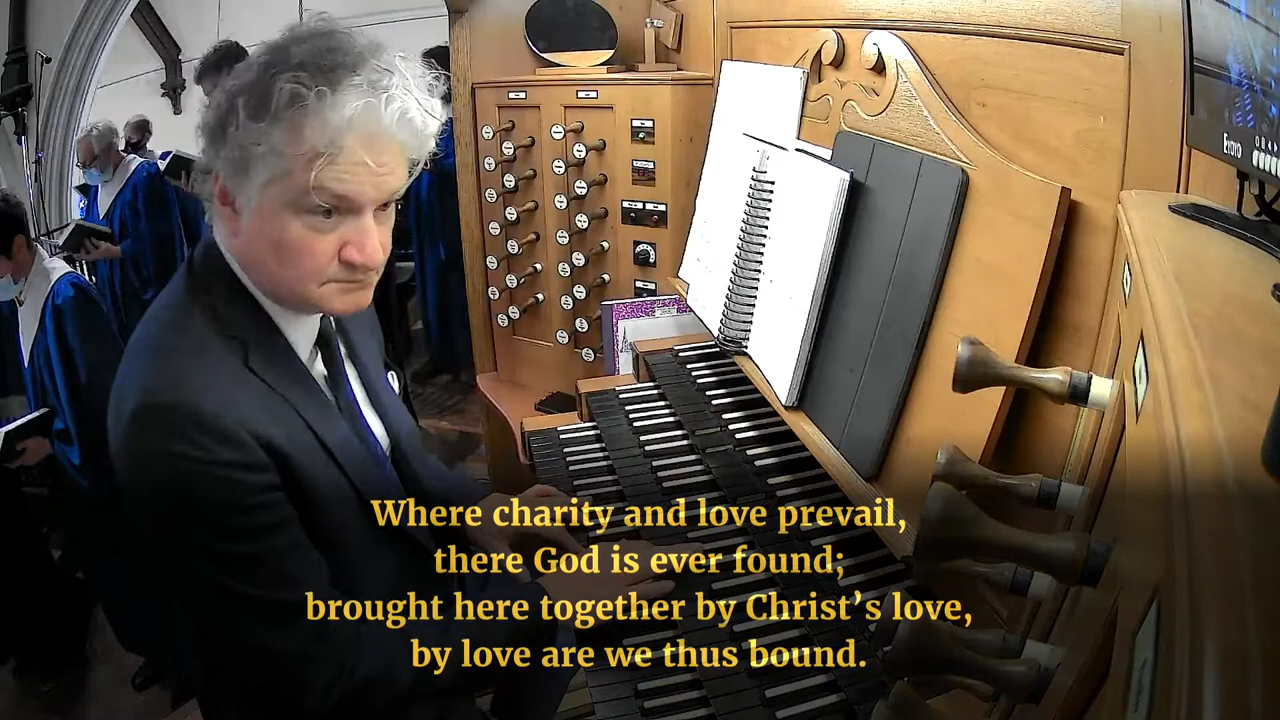 Where charity and love prevail,
there God is ever found;
brought here together by Christ's love,
by love are we thus bound.